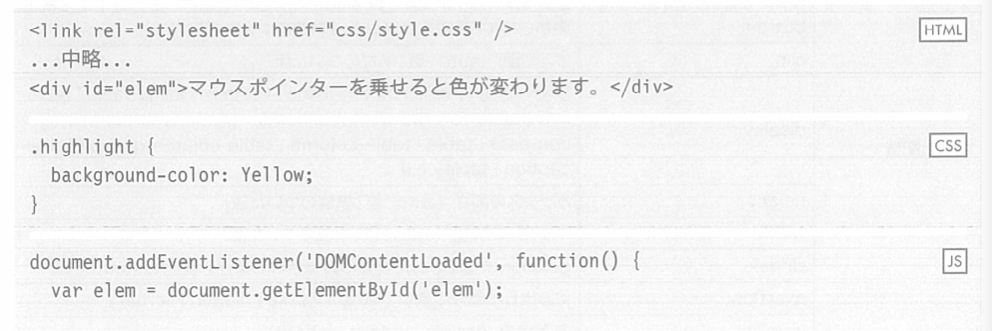 <link rel="stylesheet" href="css/style.css" />
HTML
...中略...
<div id="elem">マウスポインターを乗せると色が変わります。</div>
.highlight {
CSS
background-color: Yellow;
}
document.addEventListener('DOMContentLoaded', function() {
JS
var elem = document.getElementById('elem');